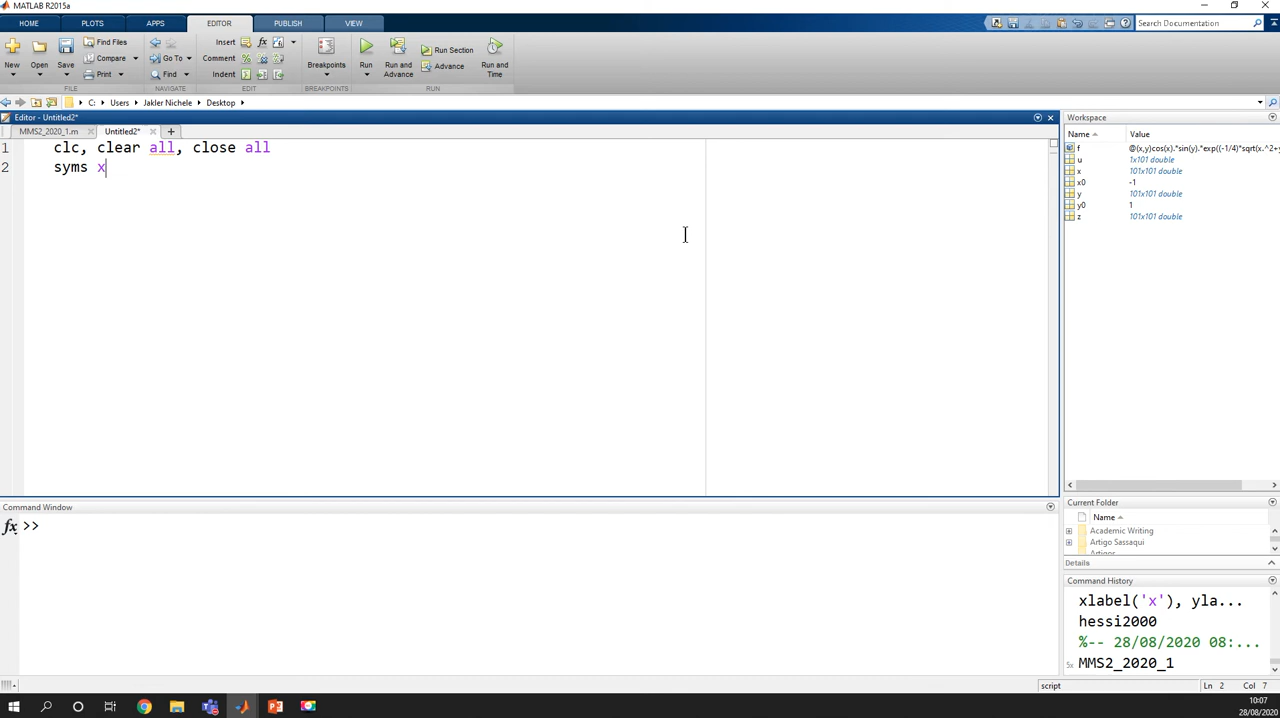 MATLAB R2015a
HOME PLOTS APPS EDITOR PUBLISH VIEW Search Documentation
New Open Save Find Files Compare Print Go To Find Insert fx Comment Indent Breakpoints Run Run and Advance Run Section Advance Run and Time
FILE NAVIGATE EDIT BREAKPOINTS RUN
C: Users Jakler Nichele Desktop
Editor - Untitled2*
MMS2_2020_1.m Untitled2* +
1 clc, clear all, close all
2 syms x
Workspace
Name Value
f @(x,y)cos(x).*sin(y).*exp((-1/4)*sqrt(x.^2+y
u 1x101 double
x 101x101 double
x0 -1
y 101x101 double
y0 1
z 101x101 double
Command Window
fx >>
Current Folder
Name
Academic Writing
Artigo Sassaqui
Artigos
Details
Command History
xlabel('x'), yla...
hessi2000
%-- 28/08/2020 08:...
MMS2_2020_1
script Ln 2 Col 7
10:07
28/08/2020